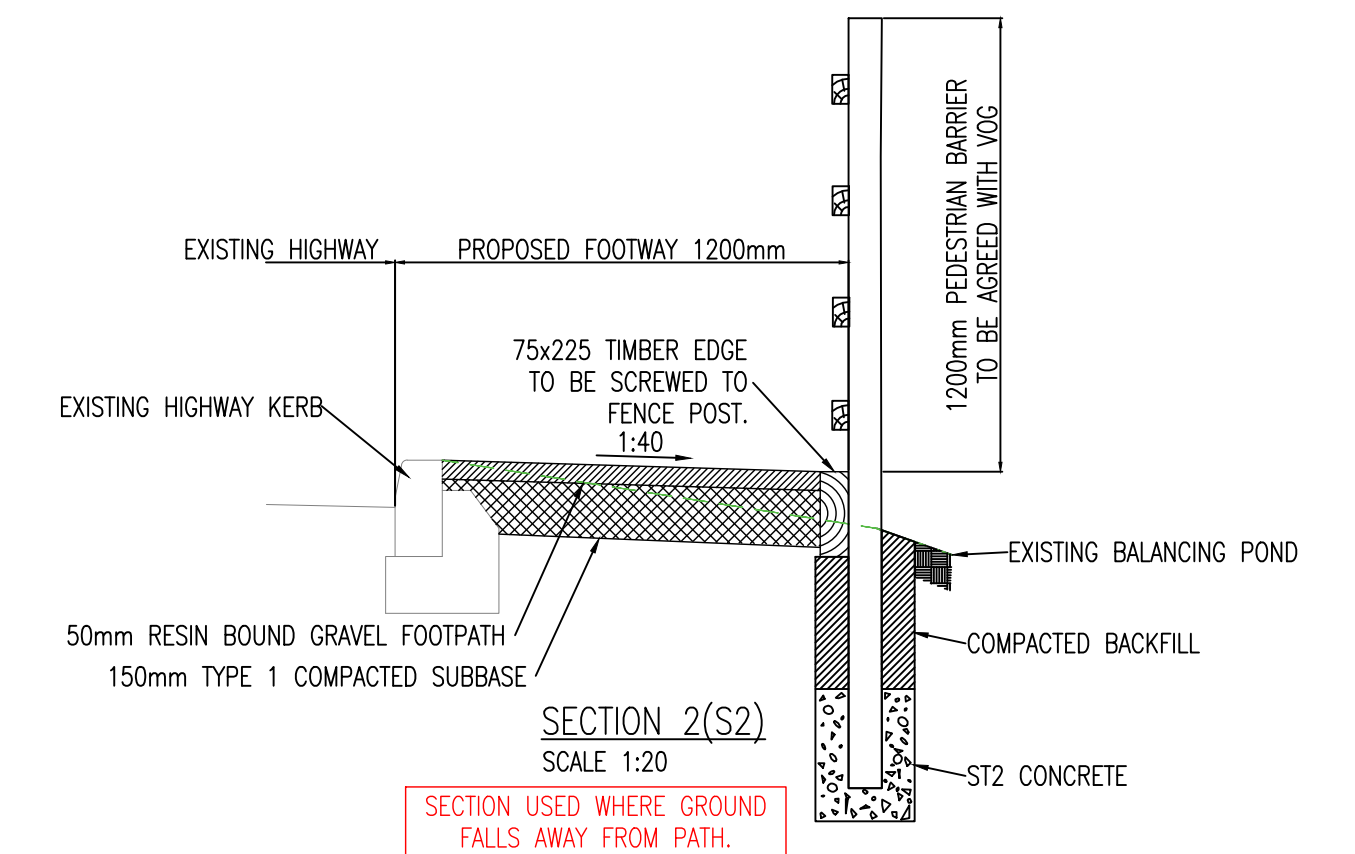 1200mm PEDESTRIAN BARRIER
TO BE AGREED WITH VOG
EXISTING HIGHWAY
PROPOSED FOOTWAY 1200mm
75x225 TIMBER EDGE
TO BE SCREWED TO
FENCE POST.
1:40
EXISTING HIGHWAY KERB
EXISTING BALANCING POND
50mm RESIN BOUND GRAVEL FOOTPATH
150mm TYPE 1 COMPACTED SUBBASE
COMPACTED BACKFILL
SECTION 2(S2)
SCALE 1:20
ST2 CONCRETE
SECTION USED WHERE GROUND
FALLS AWAY FROM PATH.